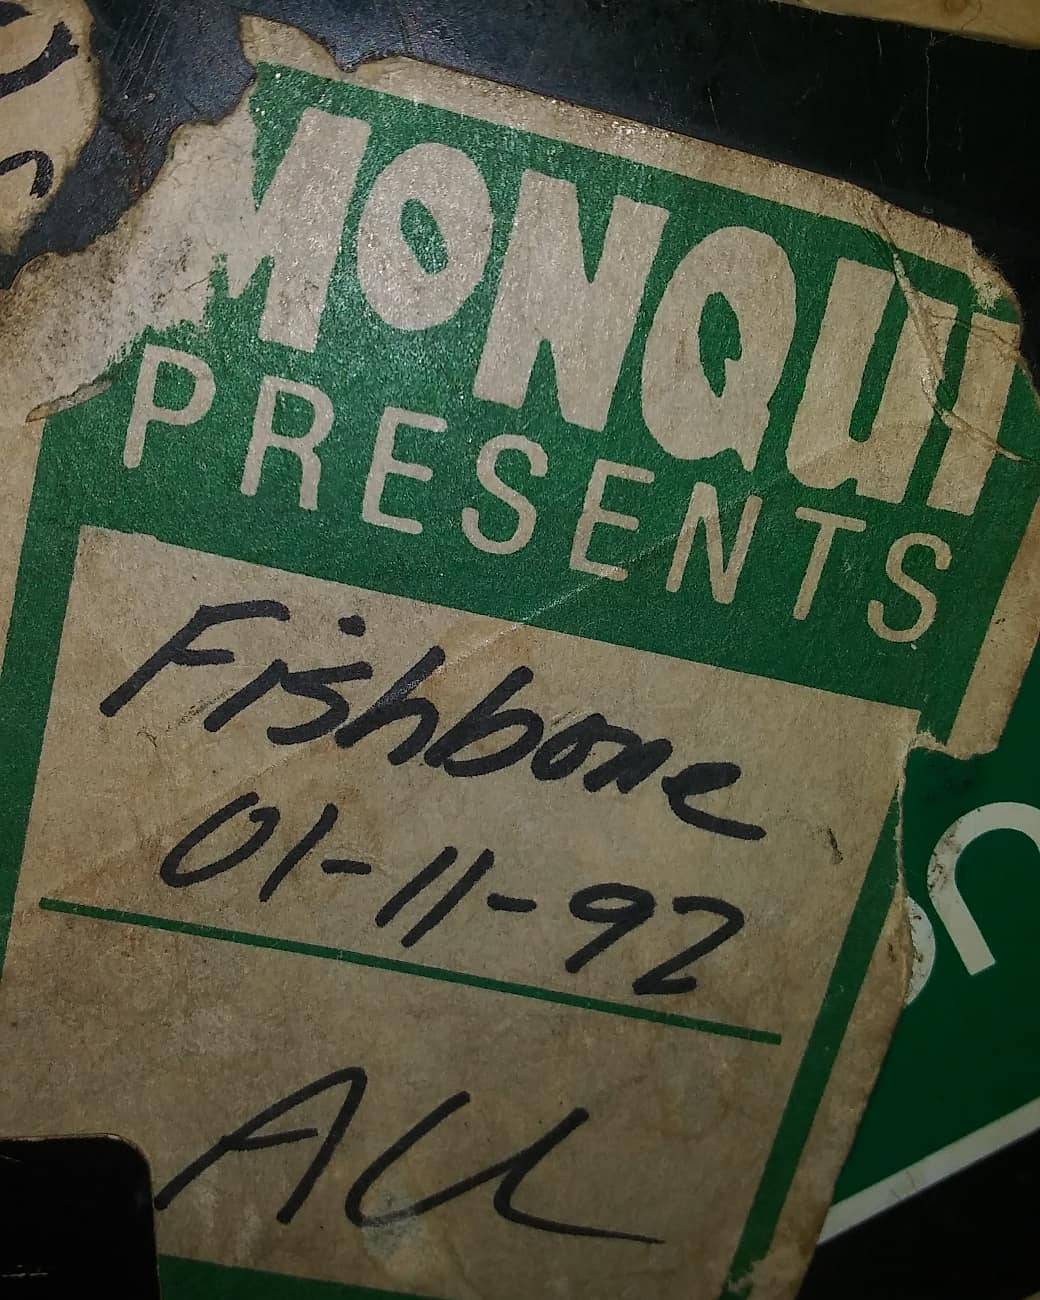 MONQUI
PRESENTS
Fishbone
01-11-92
ALL